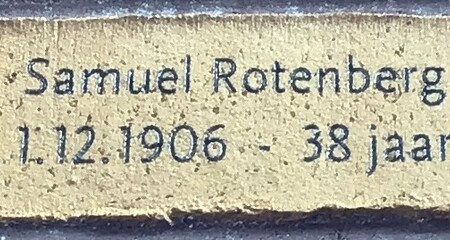 Samuel Rotenberg
1.12.1906 - 38 jaar